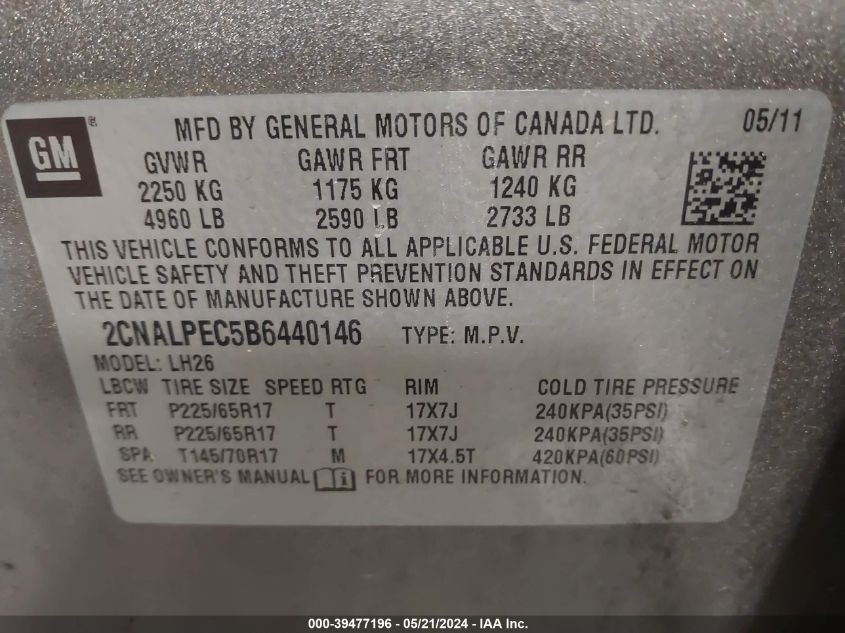 GM®
MFD BY GENERAL MOTORS OF CANADA LTD. 05/11
GVWR GAWR FRT GAWR RR
2250 KG 1175 KG 1240 KG
4960 LB 2590 LB 2733 LB
THIS VEHICLE CONFORMS TO ALL APPLICABLE U.S. FEDERAL MOTOR
VEHICLE SAFETY AND THEFT PREVENTION STANDARDS IN EFFECT ON
THE DATE OF MANUFACTURE SHOWN ABOVE.
2CNALPEC5B6440146 TYPE: M.P.V.
MODEL: LH26
LBCW TIRE SIZE SPEED RTG RIM COLD TIRE PRESSURE
FRT P225/65R17 T 17X7J 240KPA(35PSI)
RR P225/65R17 T 17X7J 240KPA(35PSI)
SPA T145/70R17 M 17X4.5T 420KPA(60PSI)
SEE OWNER'S MANUAL FOR MORE INFORMATION.
000-39477196 - 05/21/2024 - IAA Inc.